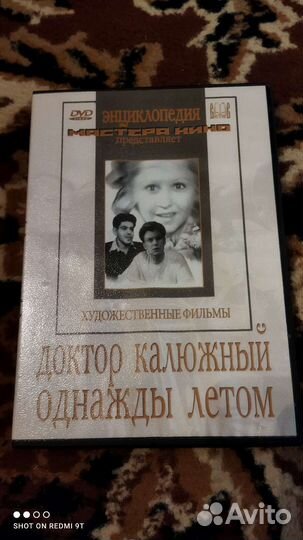 DVD
ЭНЦИКЛОПЕДИЯ
МАСТЕРА КИНО
представляет
ХУДОЖЕСТВЕННЫЕ ФИЛЬМЫ
ДОКТОР КАЛЮЖНЫЙ
ОДНАЖДЫ ЛЕТОМ
SHOT ON REDMI 9T
Avito